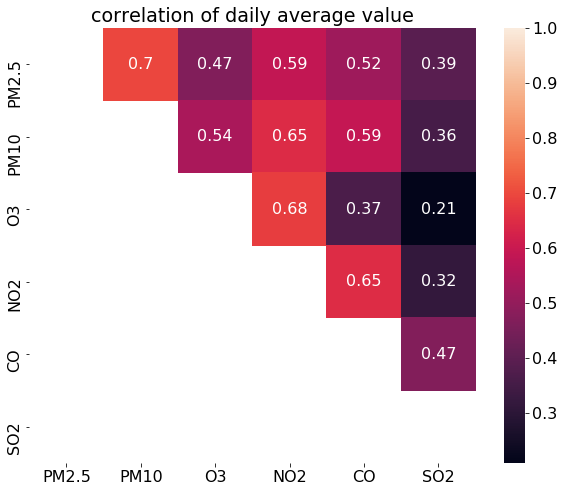 correlation of daily average value
PM2.5 0.7 0.47 0.59 0.52 0.39
PM10 0.54 0.65 0.59 0.36
O3 0.68 0.37 0.21
NO2 0.65 0.32
CO 0.47
SO2
PM2.5 PM10 O3 NO2 CO SO2
1.0
0.9
0.8
0.7
0.6
0.5
0.4
0.3